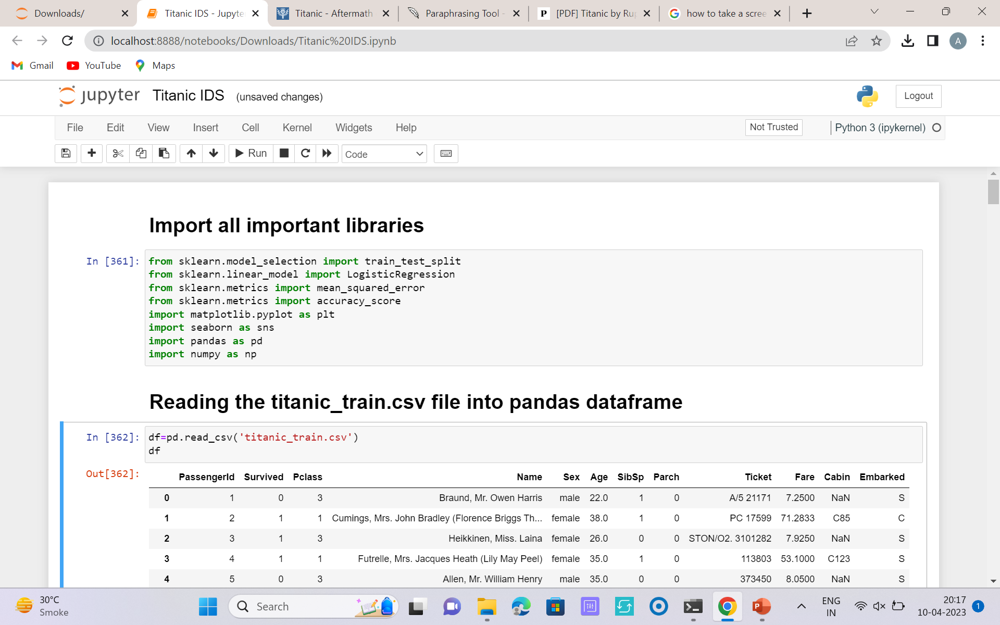 Downloads/
Titanic IDS - Jupyte
Titanic - Aftermath
Paraphrasing Tool -
P [PDF] Titanic by Ru
how to take a scree
localhost:8888/notebooks/Downloads/Titanic%20IDS.ipynb
A
Gmail YouTube Maps
jupyter Titanic IDS (unsaved changes)
Logout
File Edit View Insert Cell Kernel Widgets Help
Not Trusted Python 3 (ipykernel)
Run Code
Import all important libraries
In [361]: from sklearn.model_selection import train_test_split
from sklearn.linear_model import LogisticRegression
from sklearn.metrics import mean_squared_error
from sklearn.metrics import accuracy_score
import matplotlib.pyplot as plt
import seaborn as sns
import pandas as pd
import numpy as np
Reading the titanic_train.csv file into pandas dataframe
In [362]: df=pd.read_csv('titanic_train.csv')
df
Out[362]: PassengerId Survived Pclass Name Sex Age SibSp Parch Ticket Fare Cabin Embarked
0 1 0 3 Braund, Mr. Owen Harris male 22.0 1 0 A/5 21171 7.2500 NaN S
1 2 1 1 Cumings, Mrs. John Bradley (Florence Briggs Th... female 38.0 1 0 PC 17599 71.2833 C85 C
2 3 1 3 Heikkinen, Miss. Laina female 26.0 0 0 STON/O2. 3101282 7.9250 NaN S
3 4 1 1 Futrelle, Mrs. Jacques Heath (Lily May Peel) female 35.0 1 0 113803 53.1000 C123 S
4 5 0 3 Allen, Mr. William Henry male 35.0 0 0 373450 8.0500 NaN S
30°C
Smoke
Search
P
ENG
IN
20:17
10-04-2023
1